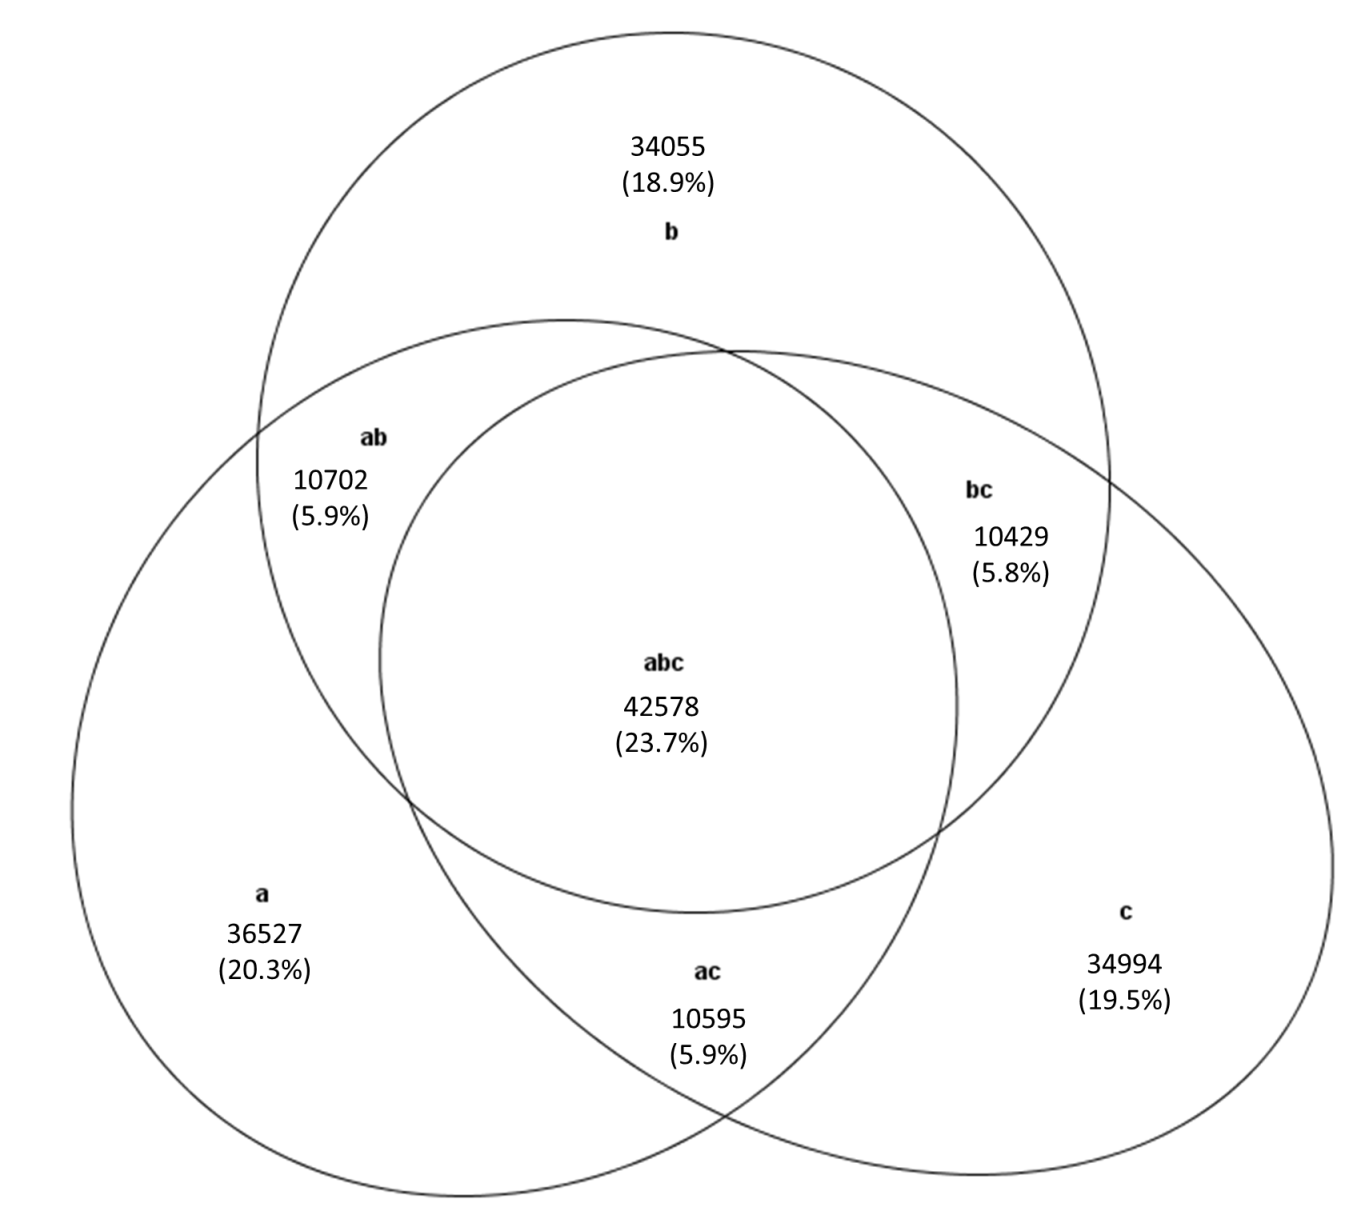 34055
(18.9%)
b
ab
10702
(5.9%)
bc
10429
(5.8%)
abc
42578
(23.7%)
a
36527
(20.3%)
c
34994
(19.5%)
ac
10595
(5.9%)